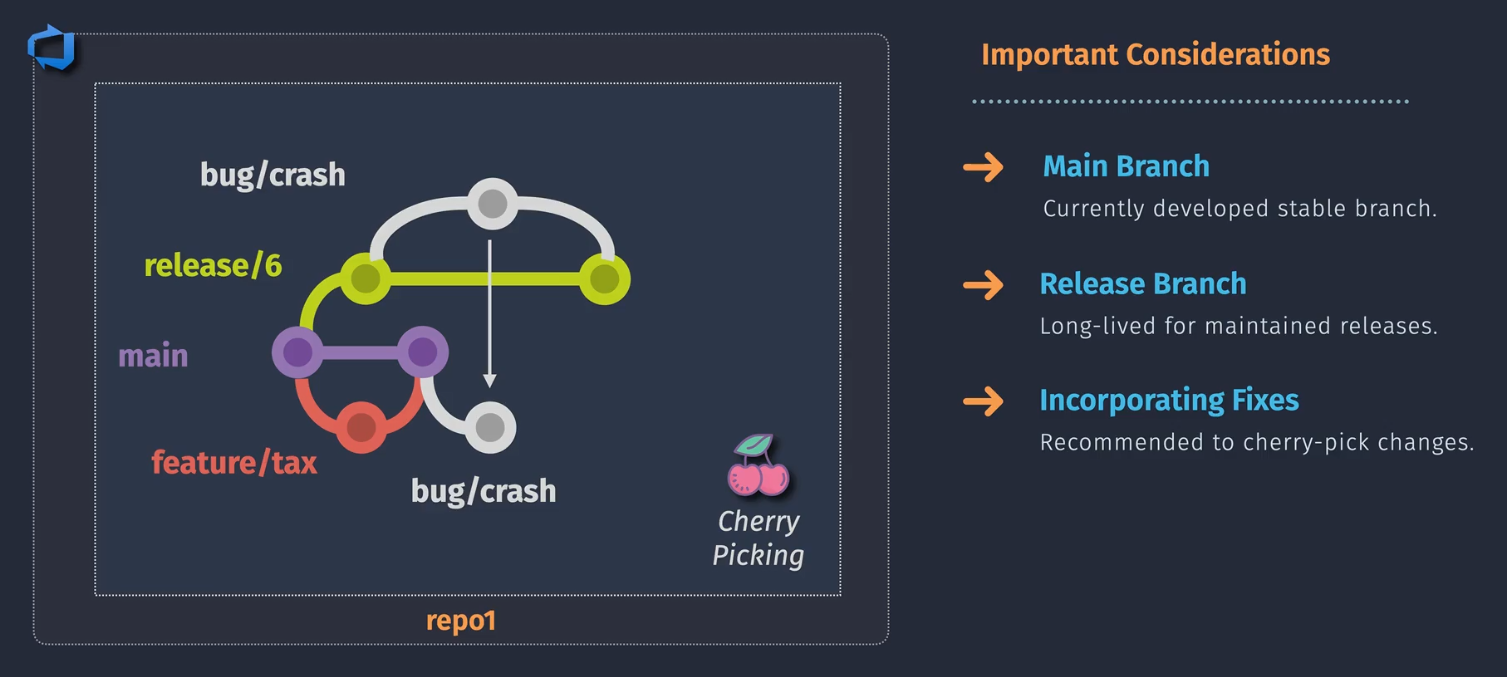 bug/crash
release/6
main
feature/tax
bug/crash
Cherry
Picking
repo1
Important Considerations
Main Branch
Currently developed stable branch.
Release Branch
Long-lived for maintained releases.
Incorporating Fixes
Recommended to cherry-pick changes.